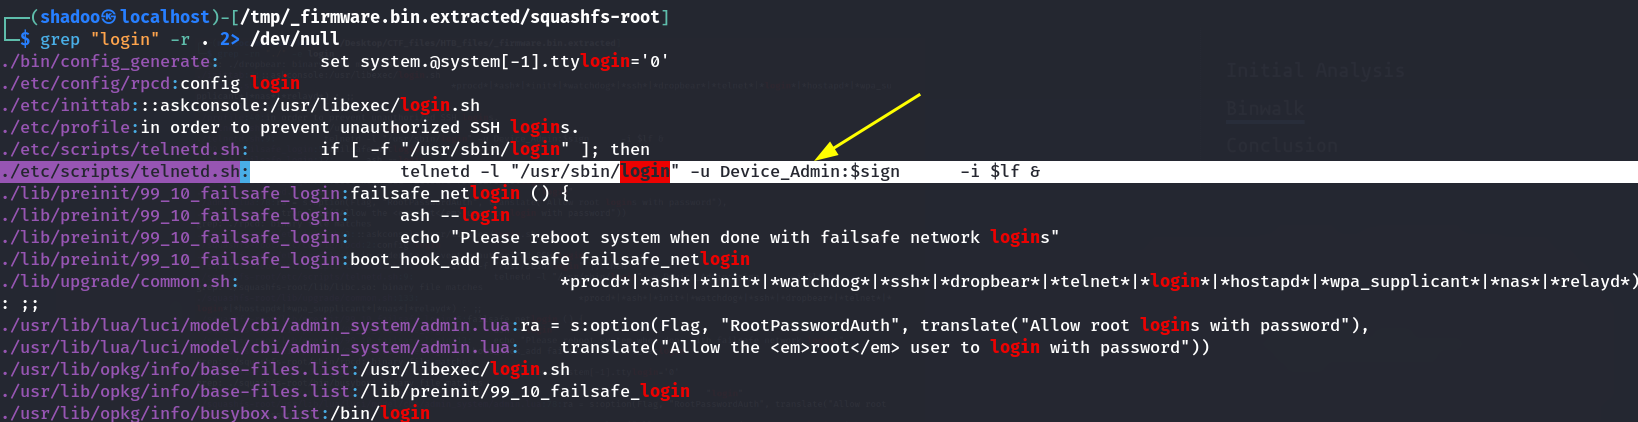 ┌──(shadoo㉿localhost)-[/tmp/_firmware.bin.extracted/squashfs-root]
└─$ grep "login" -r . 2> /dev/null
./bin/config_generate:          set system.@system[-1].ttylogin='0'
./etc/config/rpcd:config login
./etc/inittab:::askconsole:/usr/libexec/login.sh
./etc/profile:in order to prevent unauthorized SSH logins.
./etc/scripts/telnetd.sh:       if [ -f "/usr/sbin/login" ]; then
./etc/scripts/telnetd.sh:               telnetd -l "/usr/sbin/login" -u Device_Admin:$sign      -i $lf &
./lib/preinit/99_10_failsafe_login:failsafe_netlogin () {
./lib/preinit/99_10_failsafe_login:     ash --login
./lib/preinit/99_10_failsafe_login:     echo "Please reboot system when done with failsafe network logins"
./lib/preinit/99_10_failsafe_login:boot_hook_add failsafe failsafe_netlogin
./lib/upgrade/common.sh:                                *procd*|*ash*|*init*|*watchdog*|*ssh*|*dropbear*|*telnet*|*login*|*hostapd*|*wpa_supplicant*|*nas*|*relayd*)
: ;;
./usr/lib/lua/luci/model/cbi/admin_system/admin.lua:ra = s:option(Flag, "RootPasswordAuth", translate("Allow root logins with password"),
./usr/lib/lua/luci/model/cbi/admin_system/admin.lua:    translate("Allow the <em>root</em> user to login with password"))
./usr/lib/opkg/info/base-files.list:/usr/libexec/login.sh
./usr/lib/opkg/info/base-files.list:/lib/preinit/99_10_failsafe_login
./usr/lib/opkg/info/busybox.list:/bin/login
Initial Analysis
Binwalk
Conclusion